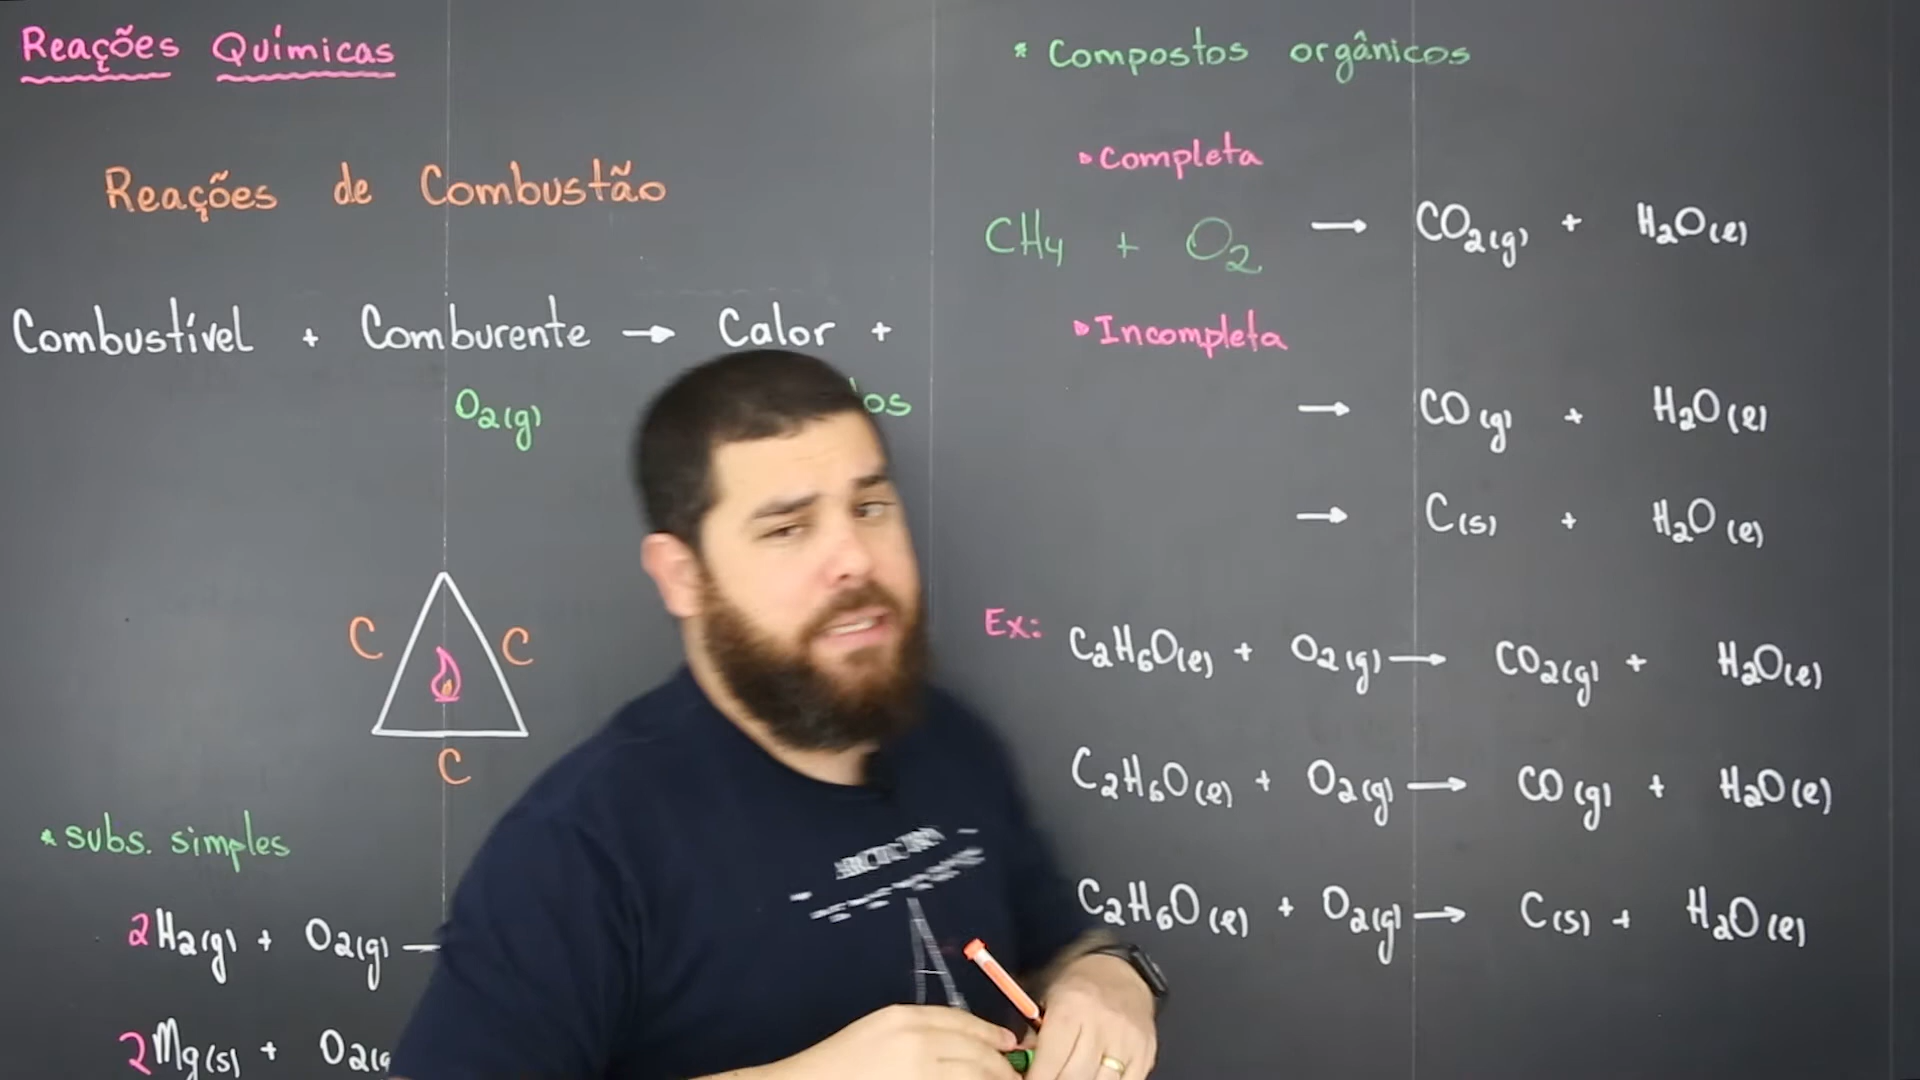 Reações Químicas
Reações de Combustão
Combustível + Comburente → Calor +
O₂(g)
C
C
C
* subs. simples
2H₂(g) + O₂(g)
2Mg(s) + O₂(g
* Compostos orgânicos
Completa
CH₄ + O₂ → CO₂(g) + H₂O(l)
Incompleta
→ CO(g) + H₂O(l)
→ C(s) + H₂O(l)
Ex: C₂H₆O(l) + O₂(g) → CO₂(g) + H₂O(l)
C₂H₆O(l) + O₂(g) → CO(g) + H₂O(l)
C₂H₆O(l) + O₂(g) → C(s) + H₂O(l)